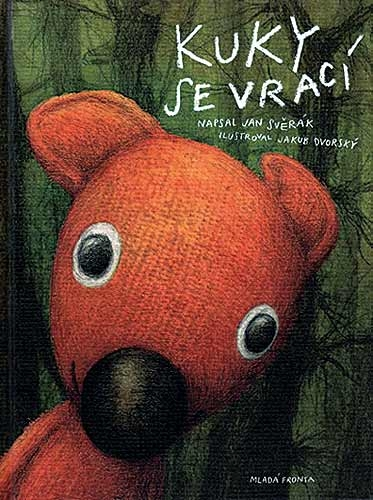 KUKY
SE VRACÍ
NAPSAL JAN SVĚRÁK
ILUSTROVAL JAKUB DVORSKÝ
MLADÁ FRONTA